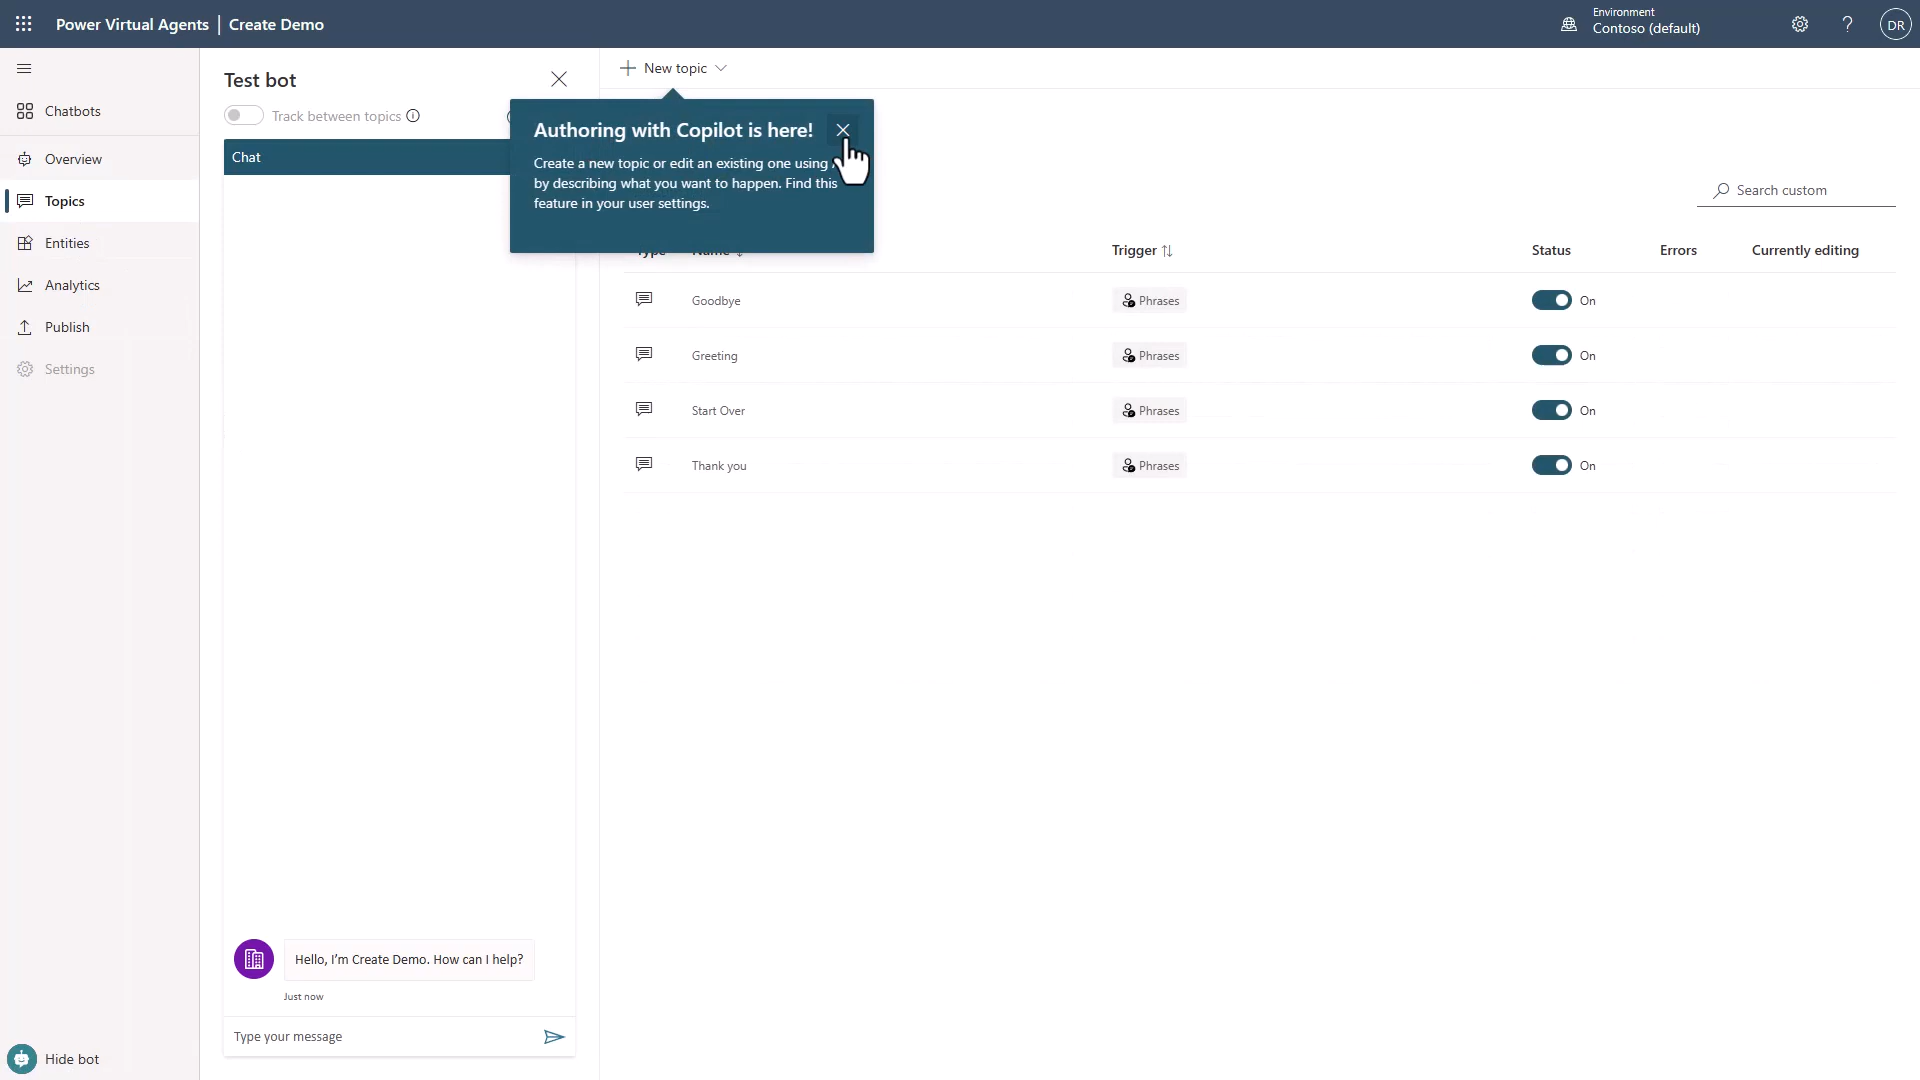 Power Virtual Agents | Create Demo
Environment
Contoso (default)
DR
Chatbots
Overview
Topics
Entities
Analytics
Publish
Settings
Hide bot
Test bot
Track between topics
Chat
Hello, I'm Create Demo. How can I help?
Just now
Type your message
New topic
Authoring with Copilot is here!
Create a new topic or edit an existing one using
by describing what you want to happen. Find this
feature in your user settings.
Search custom
Type Name Trigger Status Errors Currently editing
Goodbye Phrases On
Greeting Phrases On
Start Over Phrases On
Thank you Phrases On